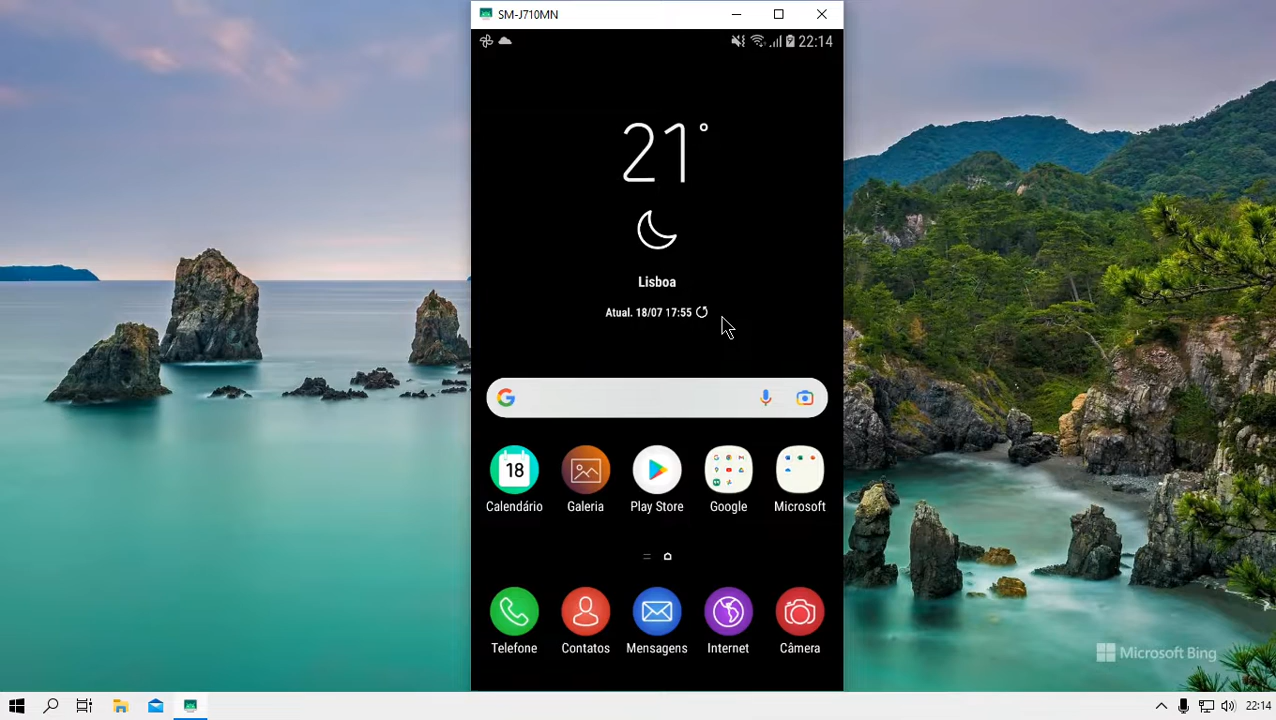 SM-J710MN
22:14
21°
Lisboa
Atual. 18/07 17:55
18
Calendário Galeria Play Store Google Microsoft
Telefone Contatos Mensagens Internet Câmera
Microsoft Bing
22:14